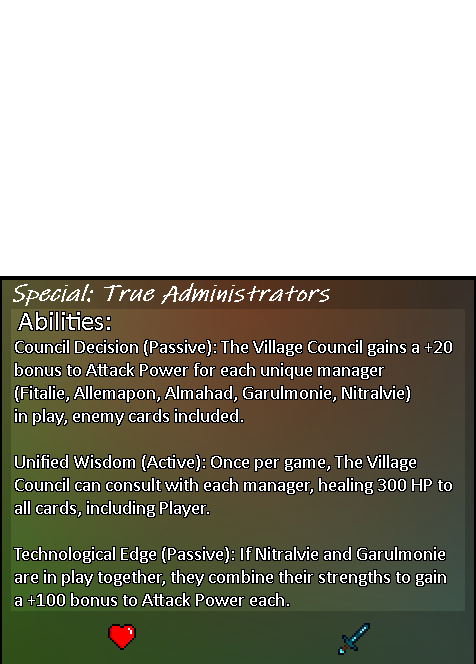 Special: True Administrators
Abilities:
Council Decision (Passive): The Village Council gains a +20
bonus to Attack Power for each unique manager
(Fitalie, Allemapon, Almahad, Garulmonie, Nitralvie)
in play, enemy cards included.
Unified Wisdom (Active): Once per game, The Village
Council can consult with each manager, healing 300 HP to
all cards, including Player.
Technological Edge (Passive): If Nitralvie and Garulmonie
are in play together, they combine their strengths to gain
a +100 bonus to Attack Power each.